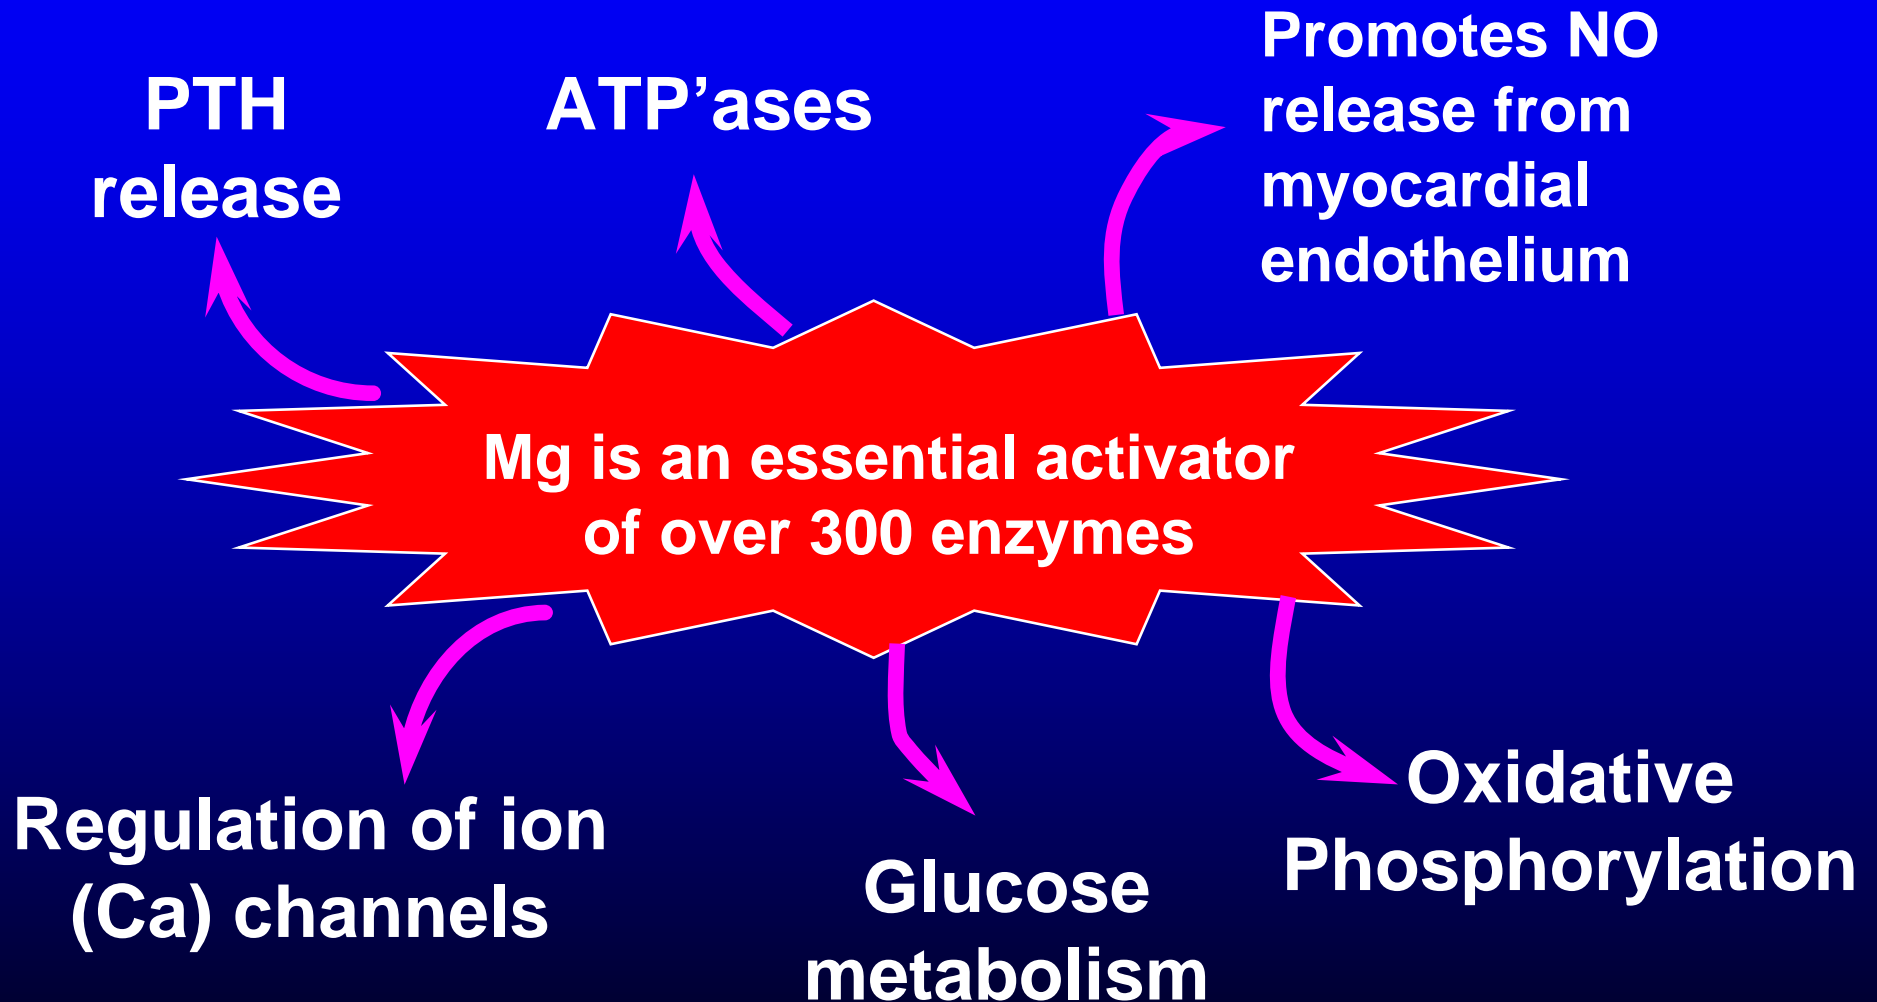 PTH
release
ATP’ases
Promotes NO
release from
myocardial
endothelium
Mg is an essential activator
of over 300 enzymes
Regulation of ion
(Ca) channels
Glucose
metabolism
Oxidative
Phosphorylation